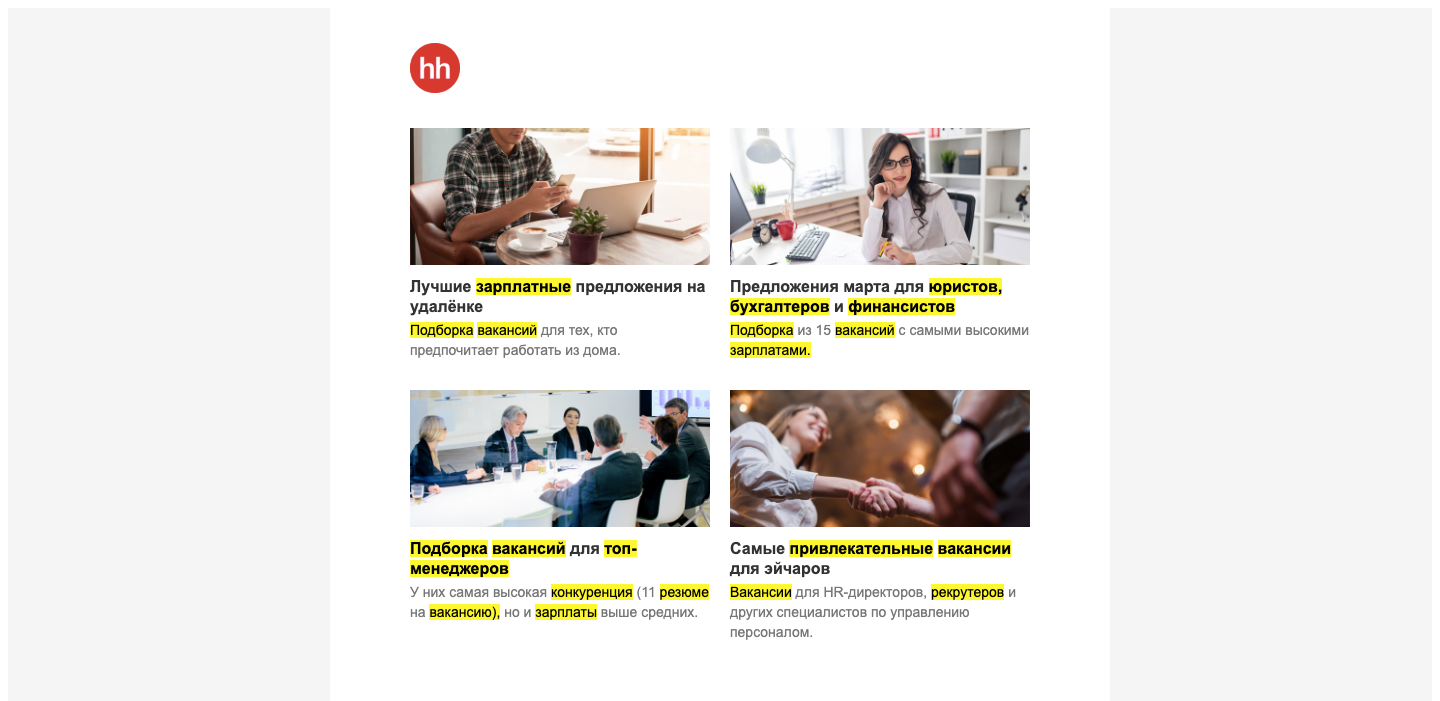 hh
Лучшие зарплатные предложения на
удалёнке
Подборка вакансий для тех, кто
предпочитает работать из дома.
Предложения марта для юристов,
бухгалтеров и финансистов
Подборка из 15 вакансий с самыми высокими
зарплатами.
Подборка вакансий для топ-
менеджеров
У них самая высокая конкуренция (11 резюме
на вакансию), но и зарплаты выше средних.
Самые привлекательные вакансии
для эйчаров
Вакансии для HR-директоров, рекрутеров и
других специалистов по управлению
персоналом.